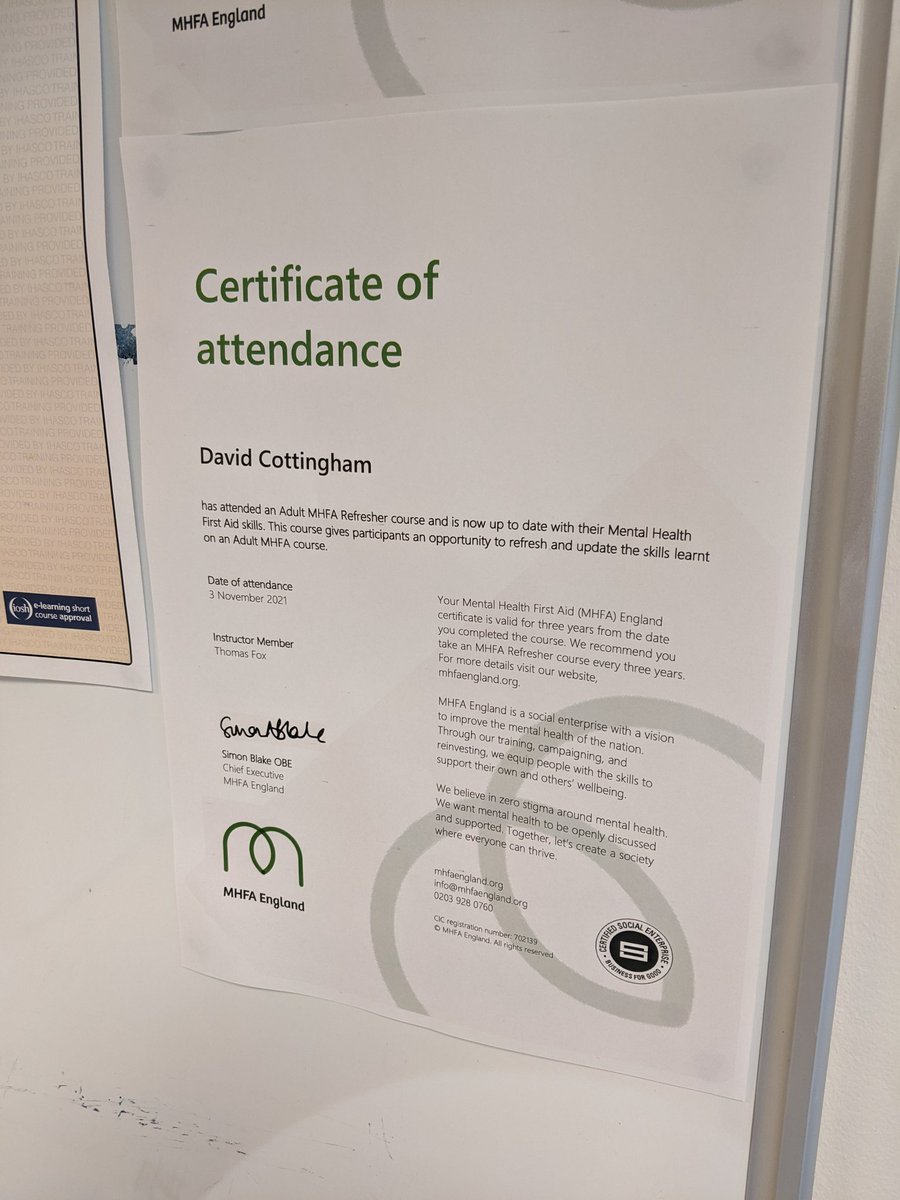 MHFA England
Certificate of
attendance
David Cottingham
has attended an Adult MHFA Refresher course and is now up to date with their Mental Health
First Aid skills. This course gives participants an opportunity to refresh and update the skills learnt
on an Adult MHFA course.
Date of attendance
3 November 2021
Instructor Member
Thomas Fox
Simon Blake OBE
Chief Executive
MHFA England
MHFA England
Your Mental Health First Aid (MHFA) England
certificate is valid for three years from the date
you completed the course. We recommend you
take an MHFA Refresher course every three years.
For more details visit our website,
mhfaengland.org.
MHFA England is a social enterprise with a vision
to improve the mental health of the nation.
Through our training, campaigning, and
reinvesting, we equip people with the skills to
support their own and others' wellbeing.
We believe in zero stigma around mental health.
We want mental health to be openly discussed
and supported. Together, let's create a society
where everyone can thrive.
mhfaengland.org
info@mhfaengland.org
0203 928 0760
CIC registration number: 702139
© MHFA England. All rights reserved
CERTIFIED SOCIAL ENTERPRISE
BUSINESS FOR GOOD
iosh e-learning short
course approval